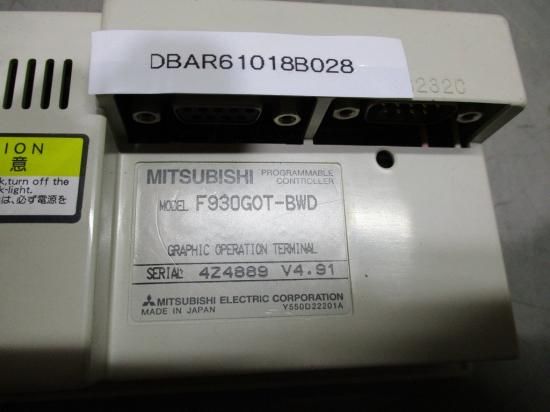 DBAR61018B028
232C
ION
意
k,turn off the
k-light.
は、必ず電源を
MITSUBISHI PROGRAMMABLE CONTROLLER
MODEL F930GOT-BWD
GRAPHIC OPERATION TERMINAL
SERIAL 4Z4889 V4.91
MITSUBISHI ELECTRIC CORPORATION
MADE IN JAPAN Y550D22201A